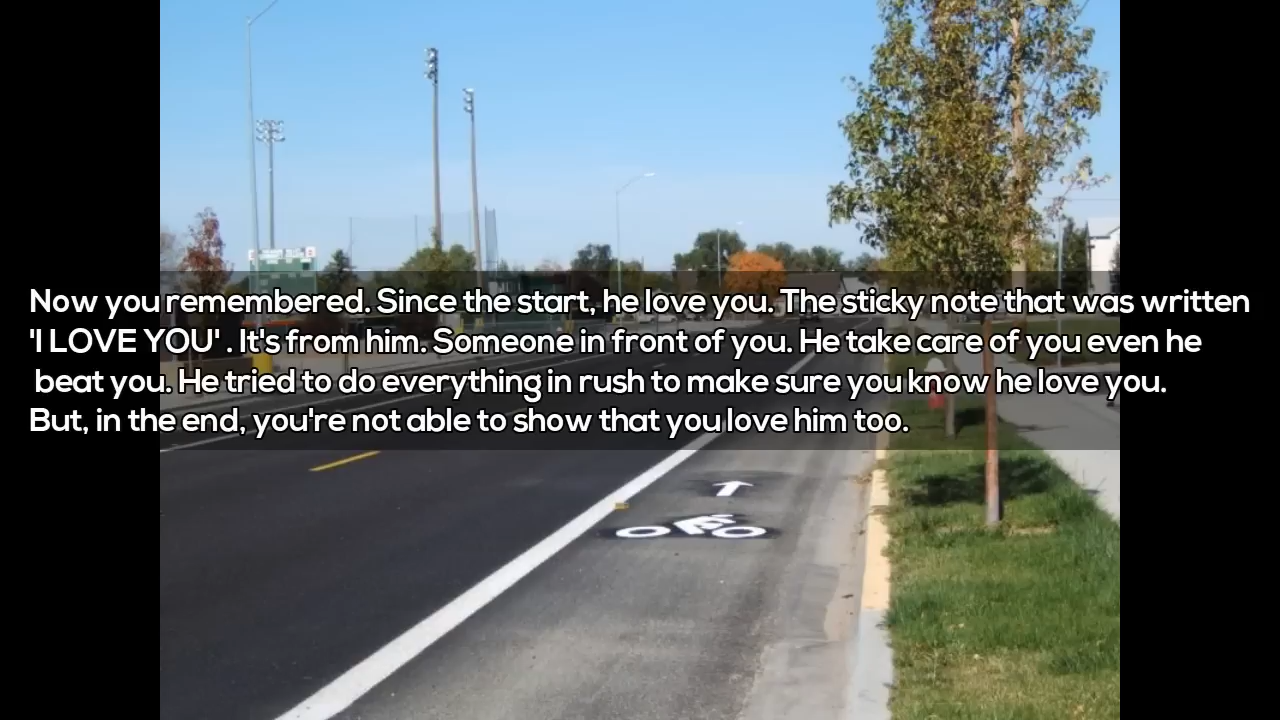 Now you remembered. Since the start, he love you. The sticky note that was written
'I LOVE YOU' . It's from him. Someone in front of you. He take care of you even he
beat you. He tried to do everything in rush to make sure you know he love you.
But, in the end, you're not able to show that you love him too.